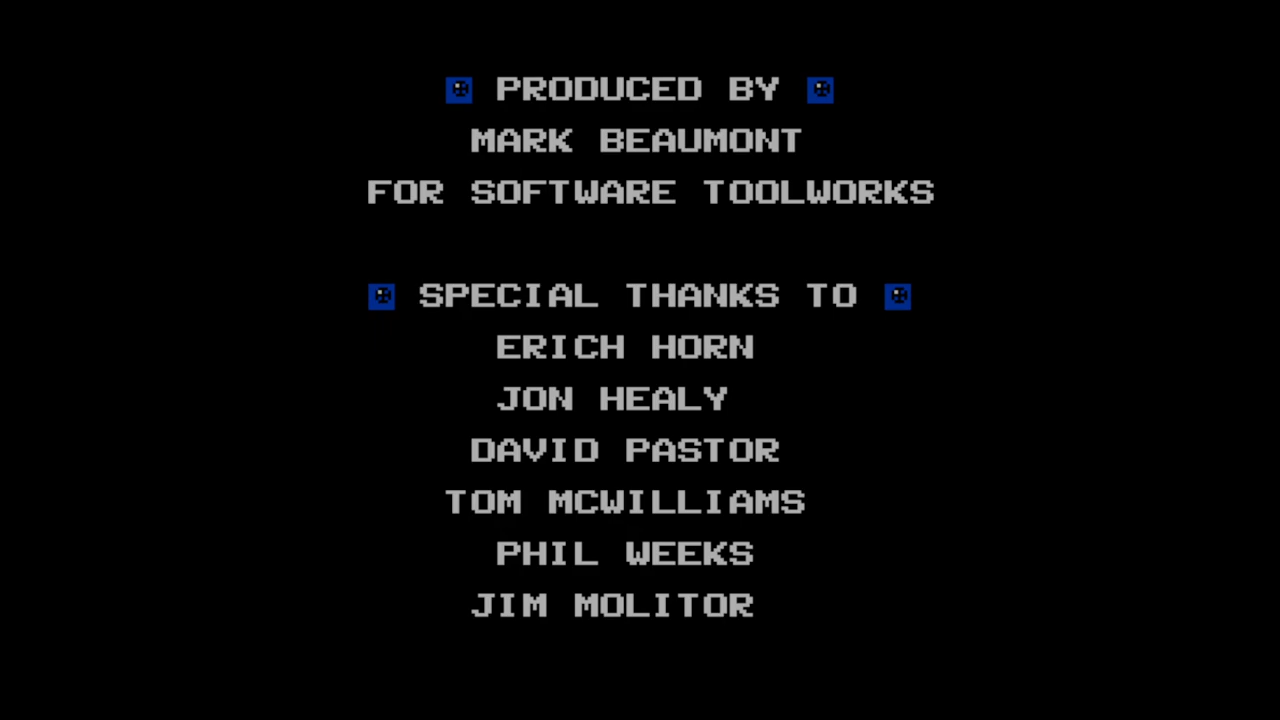 PRODUCED BY
MARK BEAUMONT
FOR SOFTWARE TOOLWORKS
SPECIAL THANKS TO
ERICH HORN
JON HEALY
DAVID PASTOR
TOM MCWILLIAMS
PHIL WEEKS
JIM MOLITOR